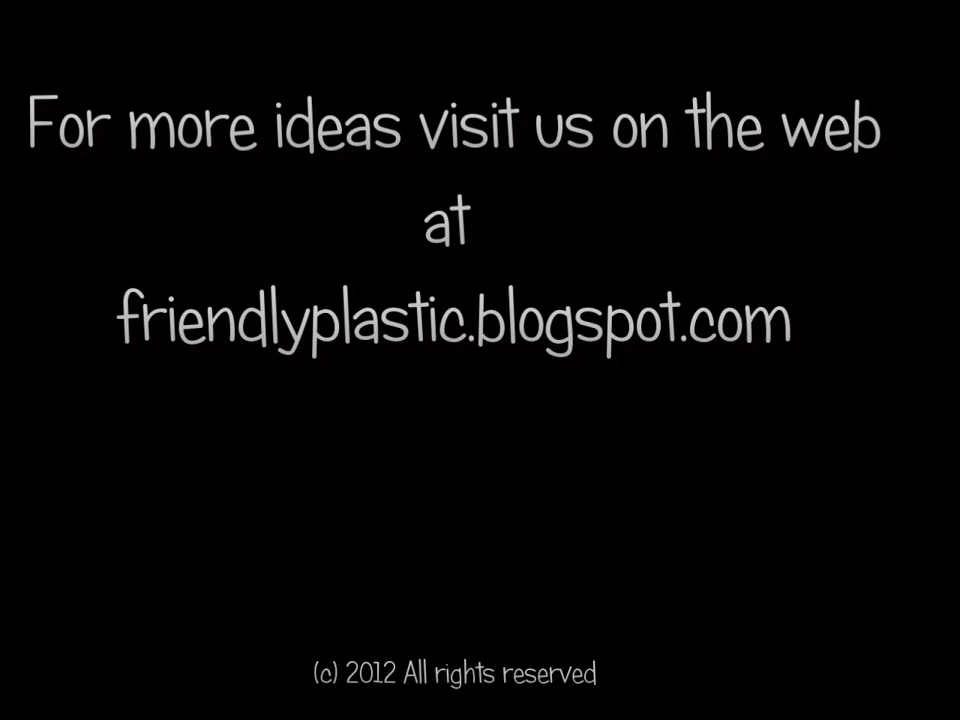 For more ideas visit us on the web
at
friendlyplastic.blogspot.com
(c) 2012 All rights reserved